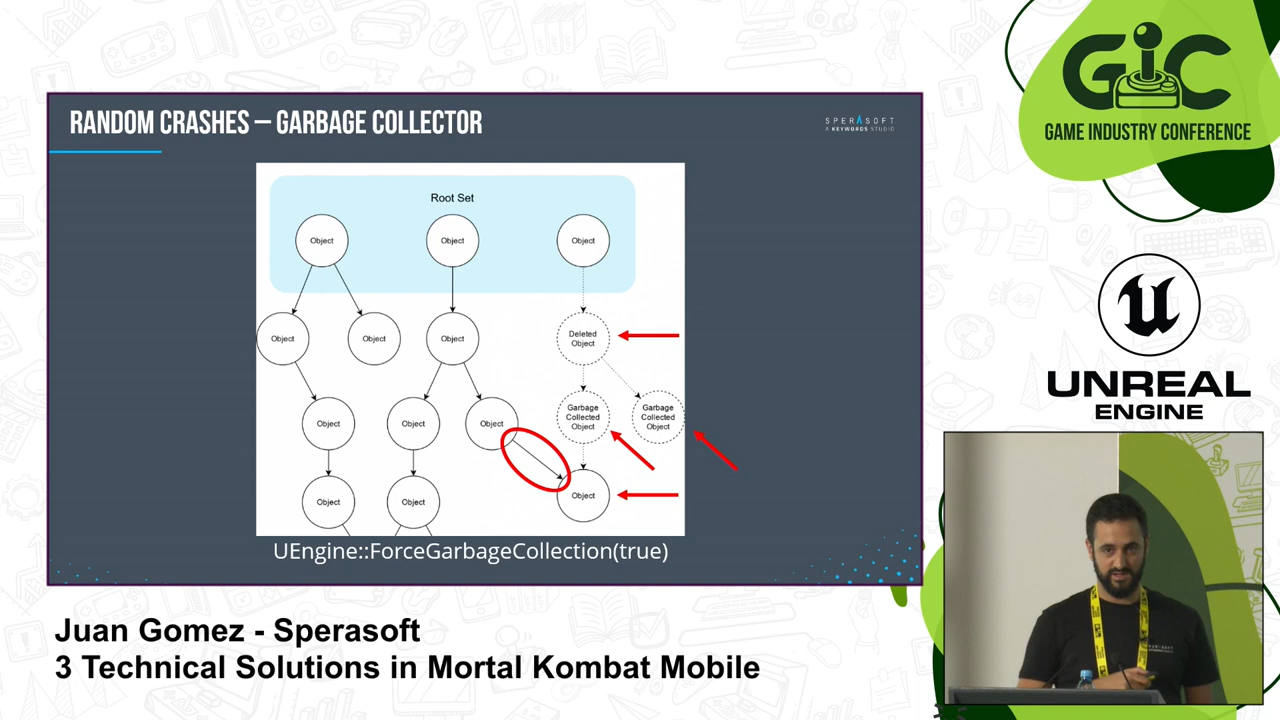 RANDOM CRASHES – GARBAGE COLLECTOR
SPERASOFT
A KEYWORDS STUDIO
Root Set
Object
Object
Object
Object
Object
Object
Deleted
Object
Object
Object
Object
Garbage
Collected
Object
Garbage
Collected
Object
Object
Object
Object
UEngine::ForceGarbageCollection(true)
Juan Gomez - Sperasoft
3 Technical Solutions in Mortal Kombat Mobile
GIC
GAME INDUSTRY CONFERENCE
UNREAL
ENGINE